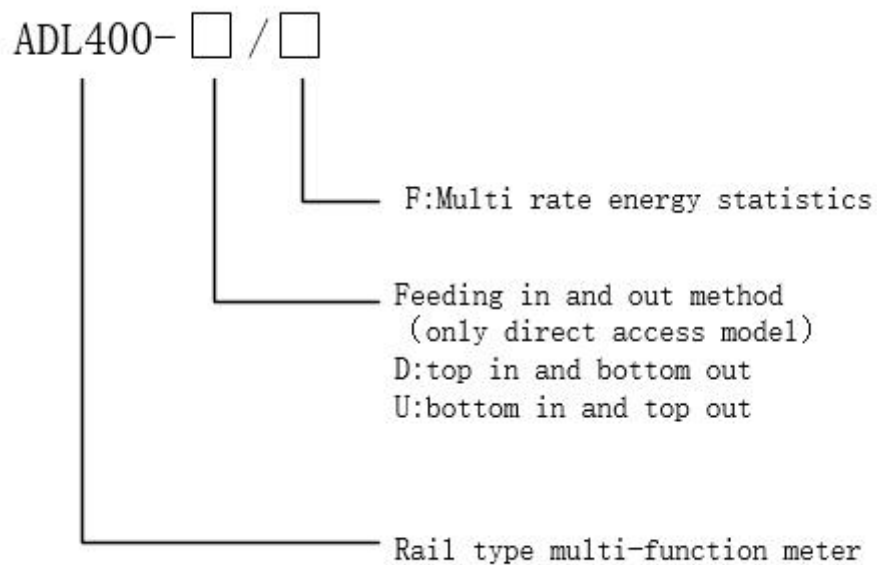 ADL400-□/□
F:Multi rate energy statistics
Feeding in and out method
(only direct access model)
D:top in and bottom out
U:bottom in and top out
Rail type multi-function meter